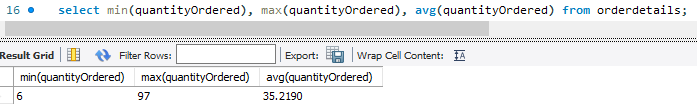 16 select min(quantityOrdered), max(quantityOrdered), avg(quantityOrdered) from orderdetails;
Result Grid Filter Rows: Export: Wrap Cell Content: IA
min(quantityOrdered) max(quantityOrdered) avg(quantityOrdered)
6 97 35.2190